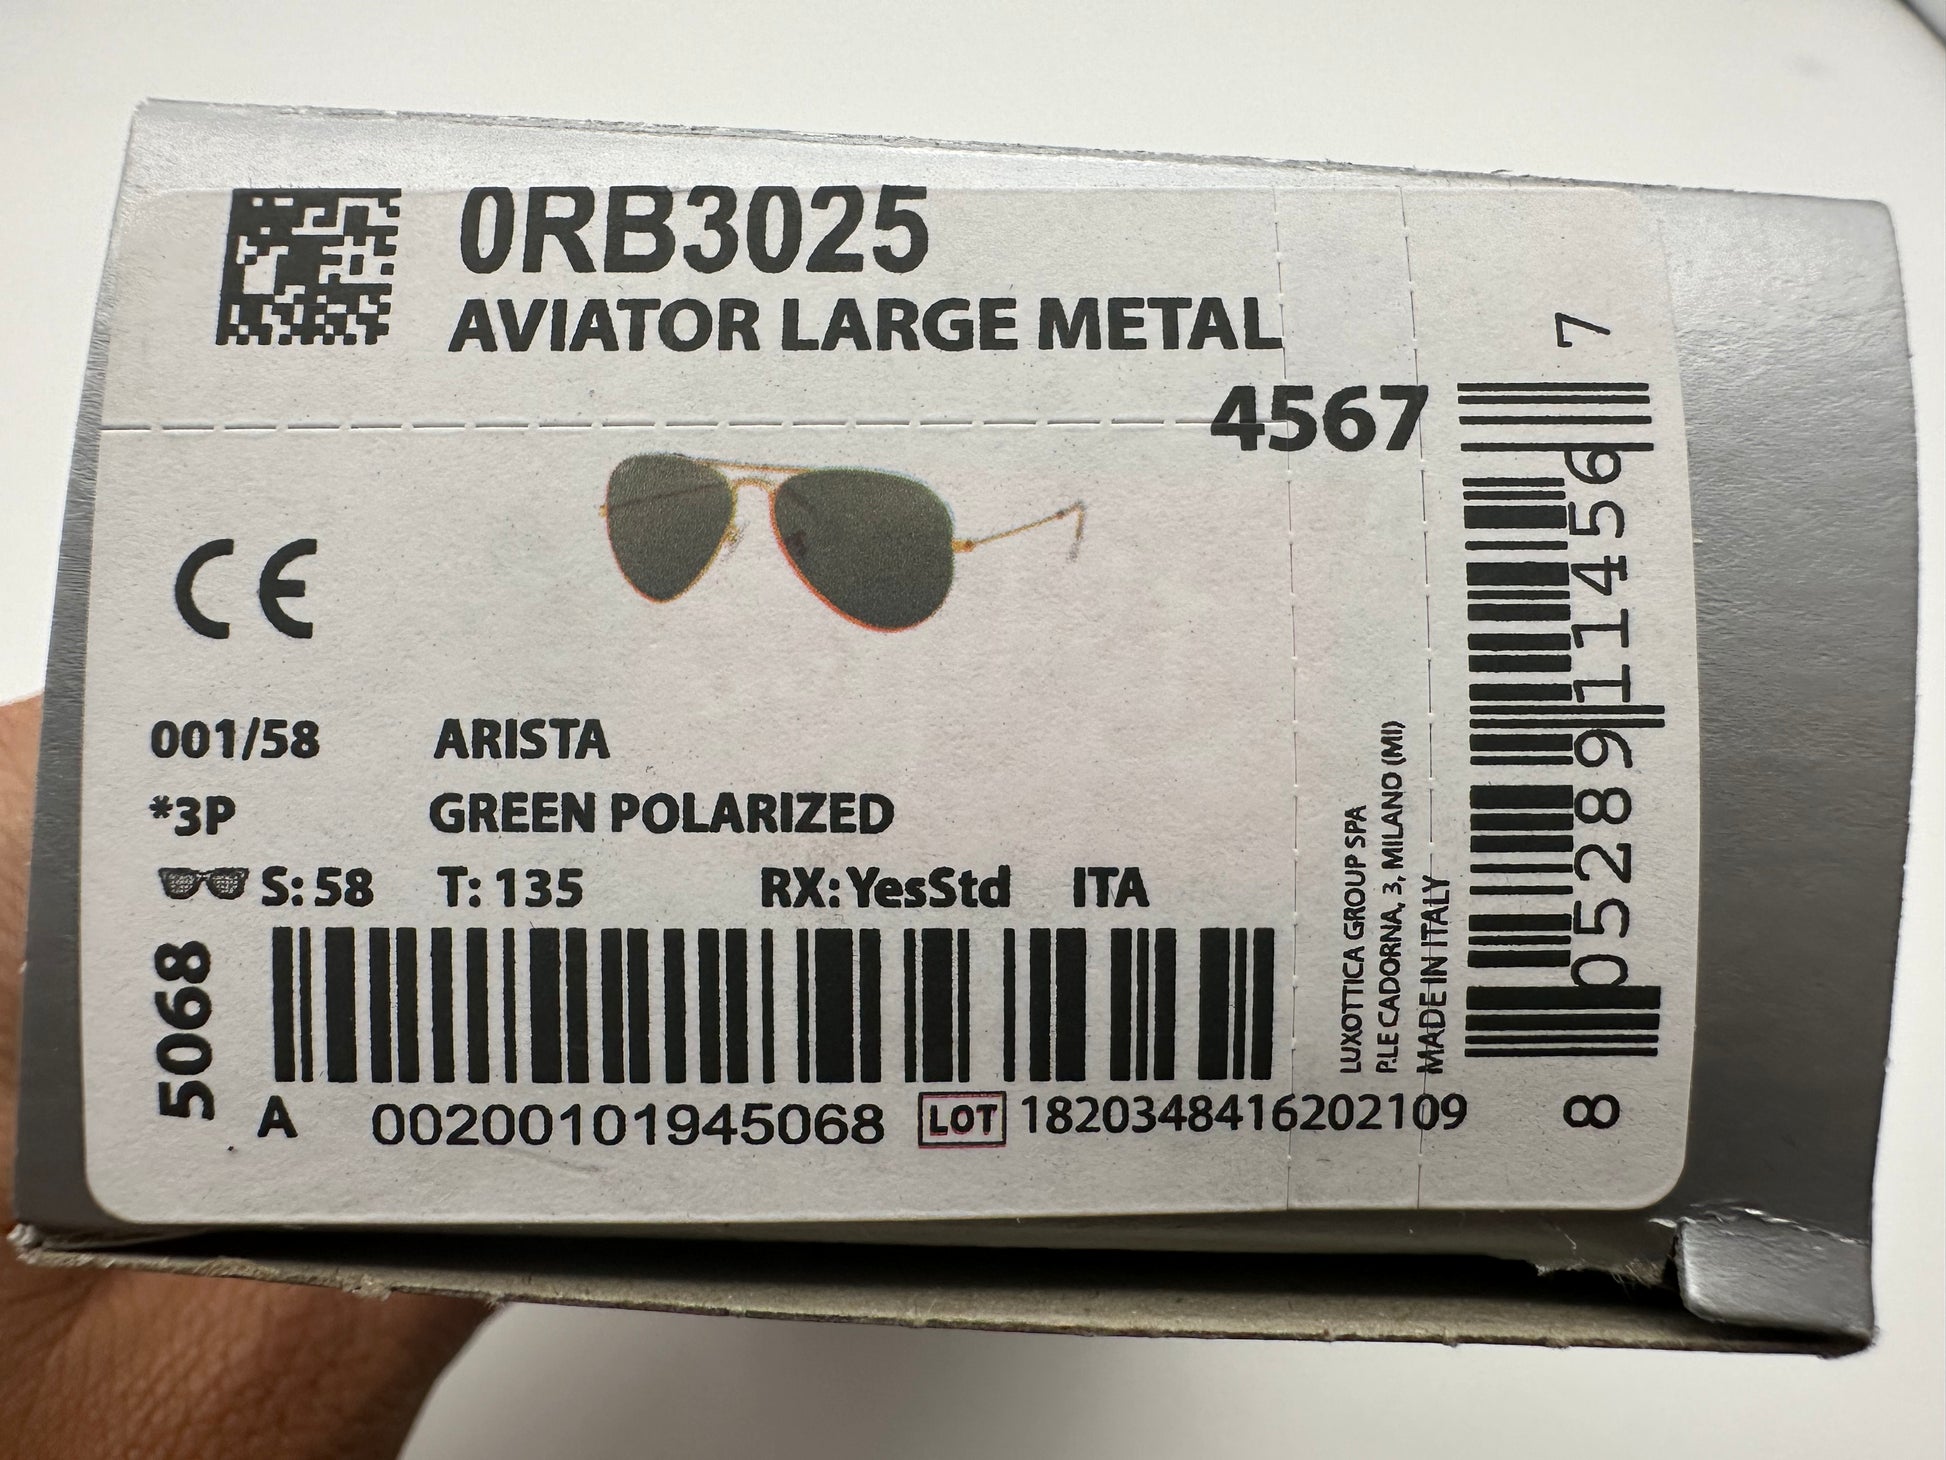 0RB3025
AVIATOR LARGE METAL
4567
CE
001/58 ARISTA
*3P GREEN POLARIZED
S: 58 T: 135 RX: YesStd ITA
5068
A 00200101945068 LOT 1820348416202109
LUXOTTICA GROUP SPA
P.LE CADORNA, 3, MILANO (MI)
MADE IN ITALY
8 052891 114567